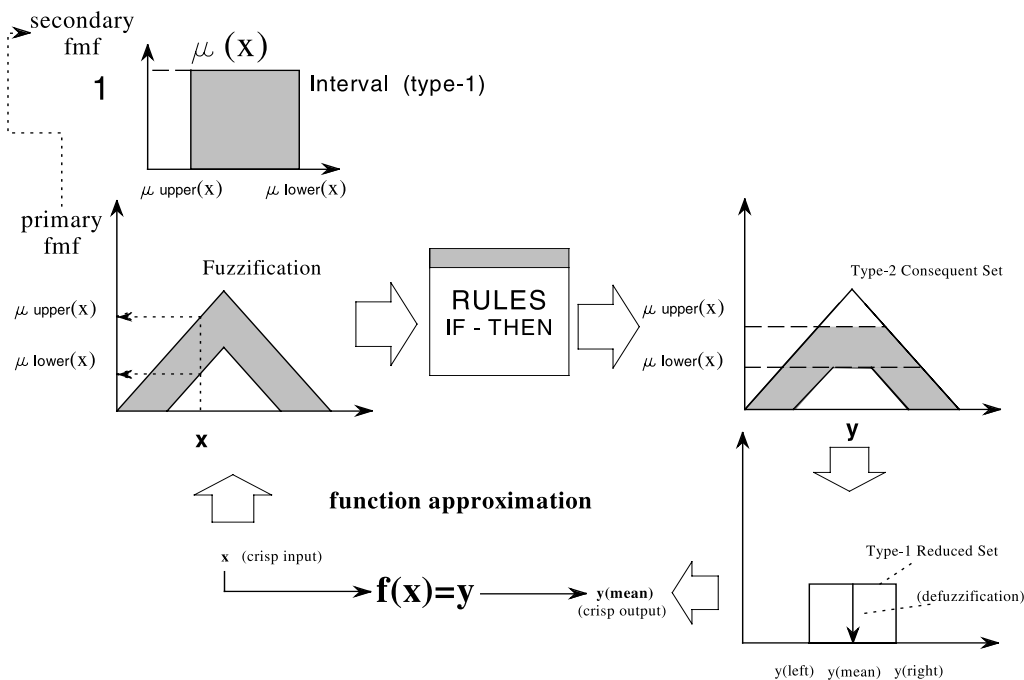 secondary
fmf
μ (x)
1
Interval (type-1)
μ upper(x) μ lower(x)
primary
fmf
Fuzzification
μ upper(x)
μ lower(x)
x
RULES
IF - THEN
Type-2 Consequent Set
μ upper(x)
μ lower(x)
y
function approximation
x (crisp input)
f(x)=y
y(mean)
(crisp output)
Type-1 Reduced Set
(defuzzification)
y(left) y(mean) y(right)